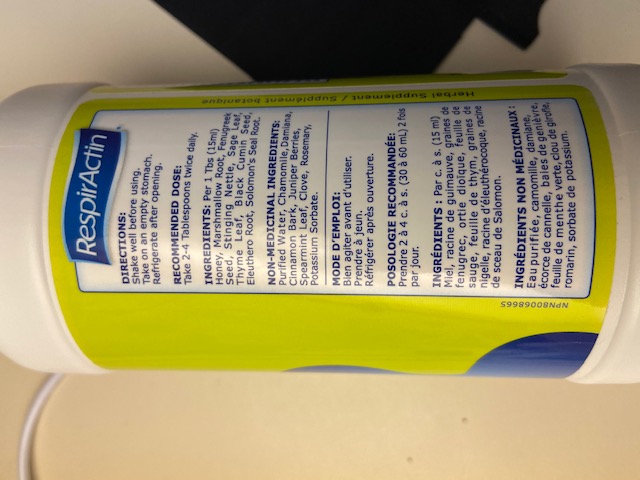 RespirActin
DIRECTIONS:
Shake well before using.
Take on an empty stomach.
Refrigerate after opening.
RECOMMENDED DOSE:
Take 2-4 Tablespoons twice daily.
INGREDIENTS: Per 1 Tbs (15ml)
Honey, Marshmallow Root, Fenugreek
Seed, Stinging Nettle, Sage Leaf,
Thyme Leaf, Black Cumin Seed,
Eleuthero Root, Solomon's Seal Root.
NON-MEDICINAL INGREDIENTS:
Purified Water, Chamomile, Damiana,
Cinnamon Bark, Juniper Berries,
Spearmint Leaf, Clove, Rosemary,
Potassium Sorbate.
MODE D'EMPLOI:
Bien agiter avant d'utiliser.
Prendre à jeun.
Réfrigérer après ouverture.
POSOLOGIE RECOMMANDÉE:
Prendre 2 à 4 c. à s. (30 à 60 mL) 2 fois
par jour.
INGRÉDIENTS : Par c. à s. (15 ml)
Miel, racine de guimauve, graines de
fenugrec, ortie dioïque, feuille de
sauge, feuille de thym, graines de
nigelle, racine d'éleuthérocoque, racine
de sceau de Salomon.
INGRÉDIENTS NON MÉDICINAUX :
Eau purifiée, camomille, damiane,
écorce de cannelle, baies de genièvre,
feuille de menthe verte, clou de girofle,
romarin, sorbate de potassium.
NPN80068665
Herbal Supplement / Supplément botanique